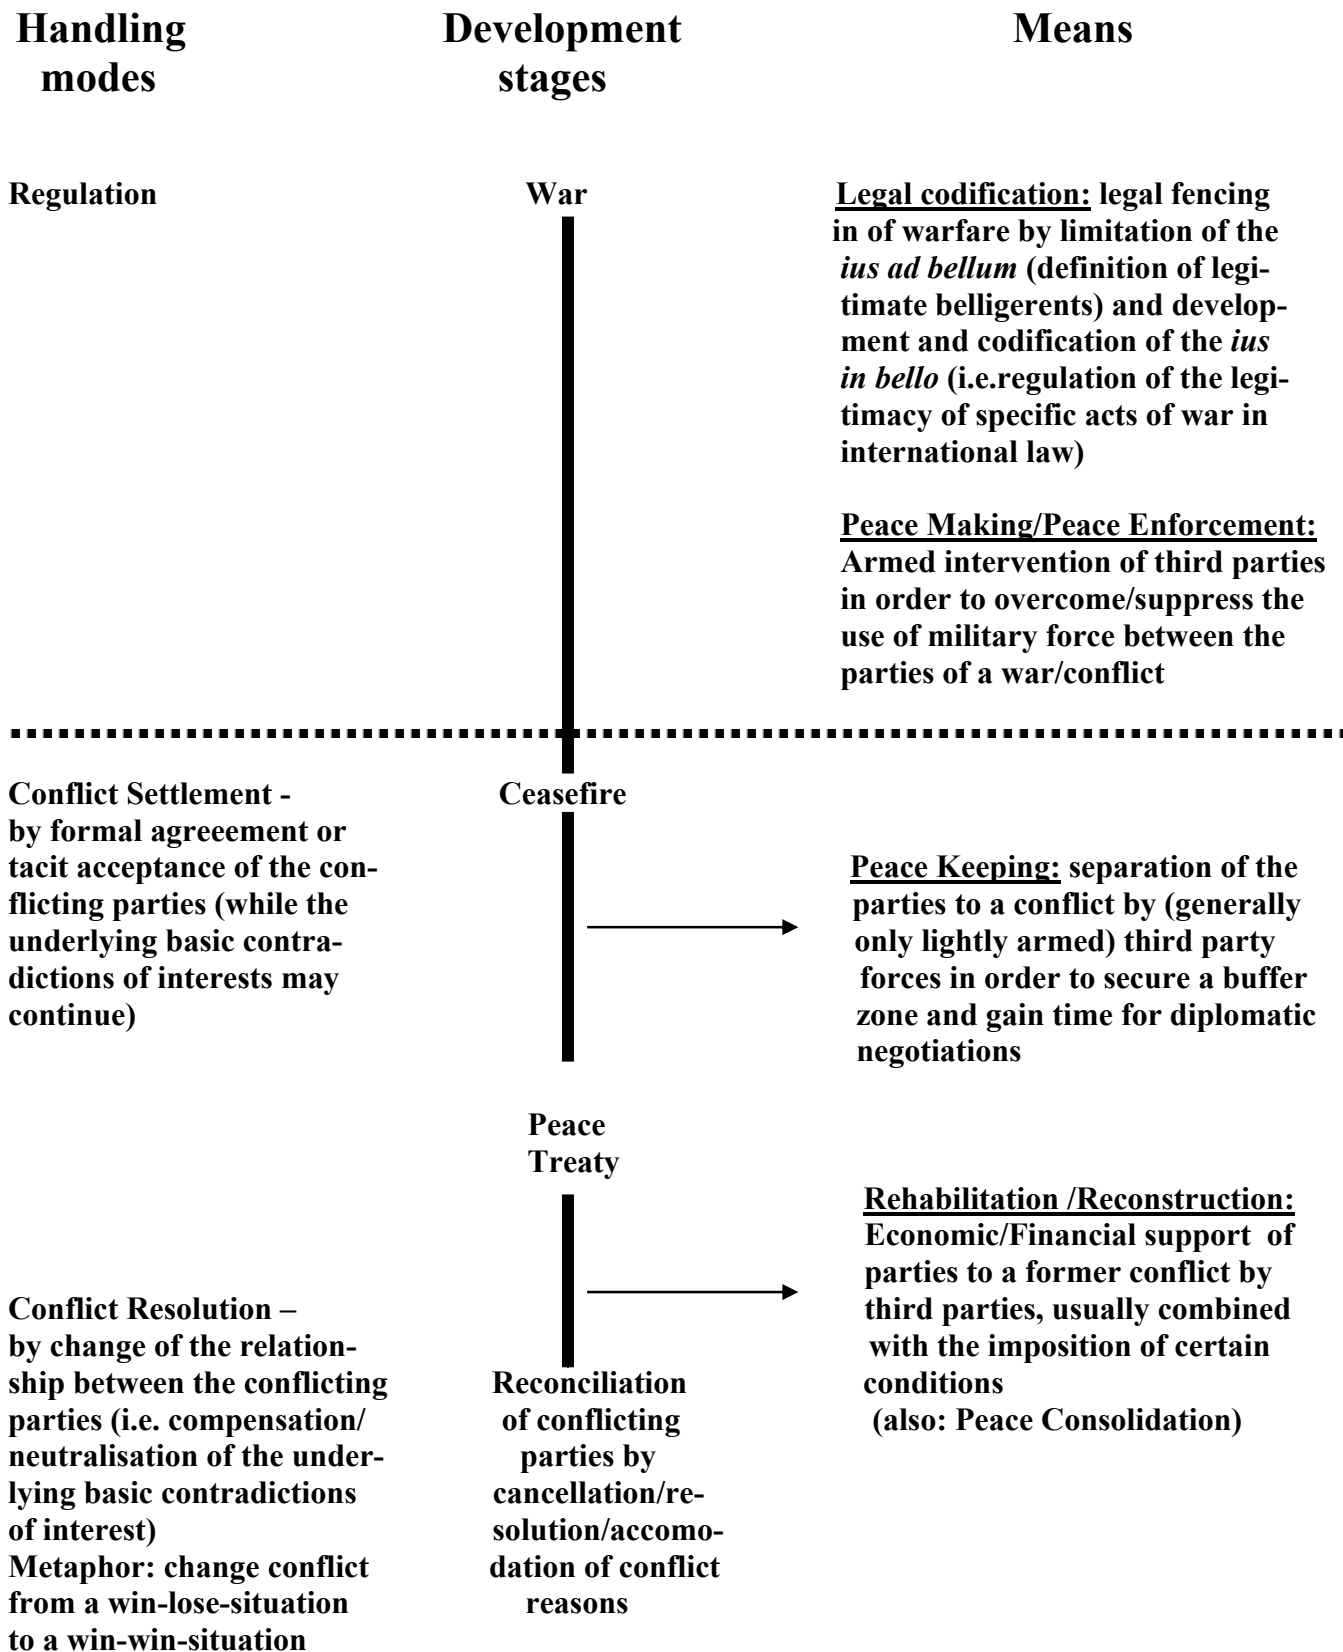 Handling
modes
Development
stages
Means
Regulation
War
Legal codification: legal fencing
in of warfare by limitation of the
ius ad bellum (definition of legi-
timate belligerents) and develop-
ment and codification of the ius
in bello (i.e.regulation of the legi-
timacy of specific acts of war in
international law)
Peace Making/Peace Enforcement:
Armed intervention of third parties
in order to overcome/suppress the
use of military force between the
parties of a war/conflict
Conflict Settlement -
by formal agreeement or
tacit acceptance of the con-
flicting parties (while the
underlying basic contra-
dictions of interests may
continue)
Ceasefire
Peace Keeping: separation of the
parties to a conflict by (generally
only lightly armed) third party
forces in order to secure a buffer
zone and gain time for diplomatic
negotiations
Peace
Treaty
Rehabilitation /Reconstruction:
Economic/Financial support of
parties to a former conflict by
third parties, usually combined
with the imposition of certain
conditions
(also: Peace Consolidation)
Conflict Resolution –
by change of the relation-
ship between the conflicting
parties (i.e. compensation/
neutralisation of the under-
lying basic contradictions
of interest)
Metaphor: change conflict
from a win-lose-situation
to a win-win-situation
Reconciliation
of conflicting
parties by
cancellation/re-
solution/accomo-
dation of conflict
reasons